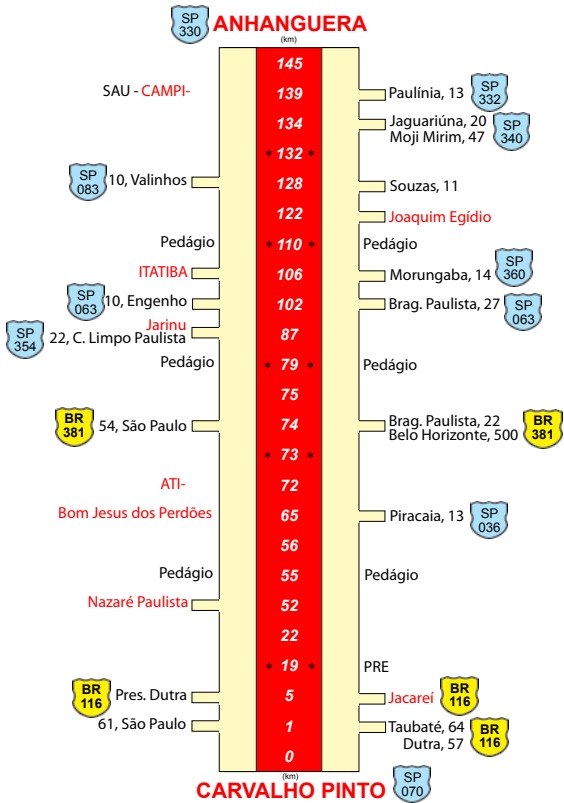 SP 330
ANHANGUERA
(km)
145
SAU - CAMPI-
139
Paulínia, 13
SP 332
134
Jaguariúna, 20
Moji Mirim, 47
SP 340
* 132 *
SP 083
10, Valinhos
128
Souzas, 11
122
Joaquim Egídio
Pedágio
* 110 *
Pedágio
ITATIBA
106
Morungaba, 14
SP 360
SP 063
10, Engenho
102
Brag. Paulista, 27
SP 063
SP 354
Jarinu
22, C. Limpo Paulista
87
Pedágio
* 79 *
Pedágio
75
BR 381
54, São Paulo
74
Brag. Paulista, 22
Belo Horizonte, 500
BR 381
* 73 *
ATI-
72
Bom Jesus dos Perdões
65
Piracaia, 13
SP 036
56
Pedágio
55
Pedágio
Nazaré Paulista
52
22
* 19 *
PRE
BR 116
Pres. Dutra
5
Jacareí
BR 116
61, São Paulo
1
Taubaté, 64
Dutra, 57
BR 116
0
(km)
CARVALHO PINTO
SP 070